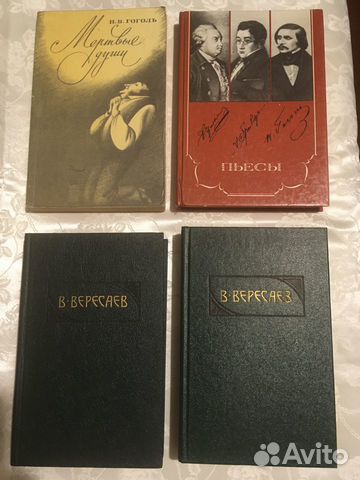 Н. В. ГОГОЛЬ
Мертвые
души
ПЬЕСЫ
В·ВЕРЕСАЕВ
В·ВЕРЕСАЕВ
Avito